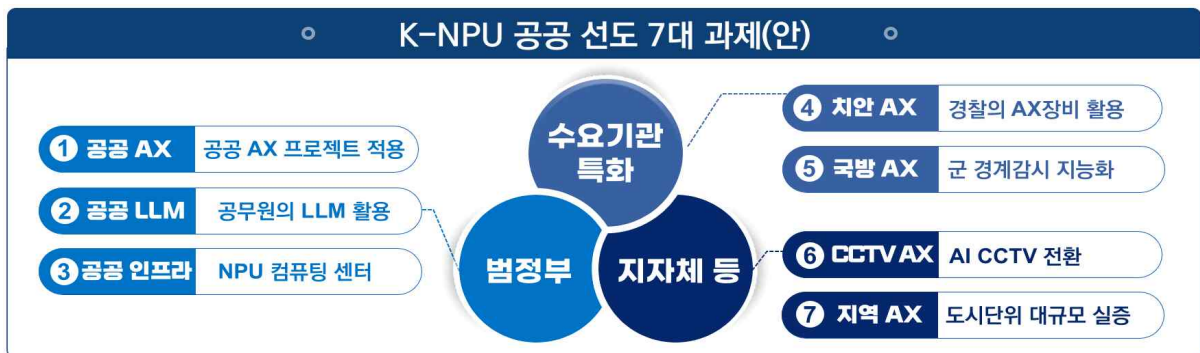 K-NPU 공공 선도 7대 과제(안)
1 공공 AX 공공 AX 프로젝트 적용
2 공공 LLM 공무원의 LLM 활용
3 공공 인프라 NPU 컴퓨팅 센터
수요기관
특화
범정부
지자체 등
4 치안 AX 경찰의 AX장비 활용
5 국방 AX 군 경계감시 지능화
6 CCTV AX AI CCTV 전환
7 지역 AX 도시단위 대규모 실증